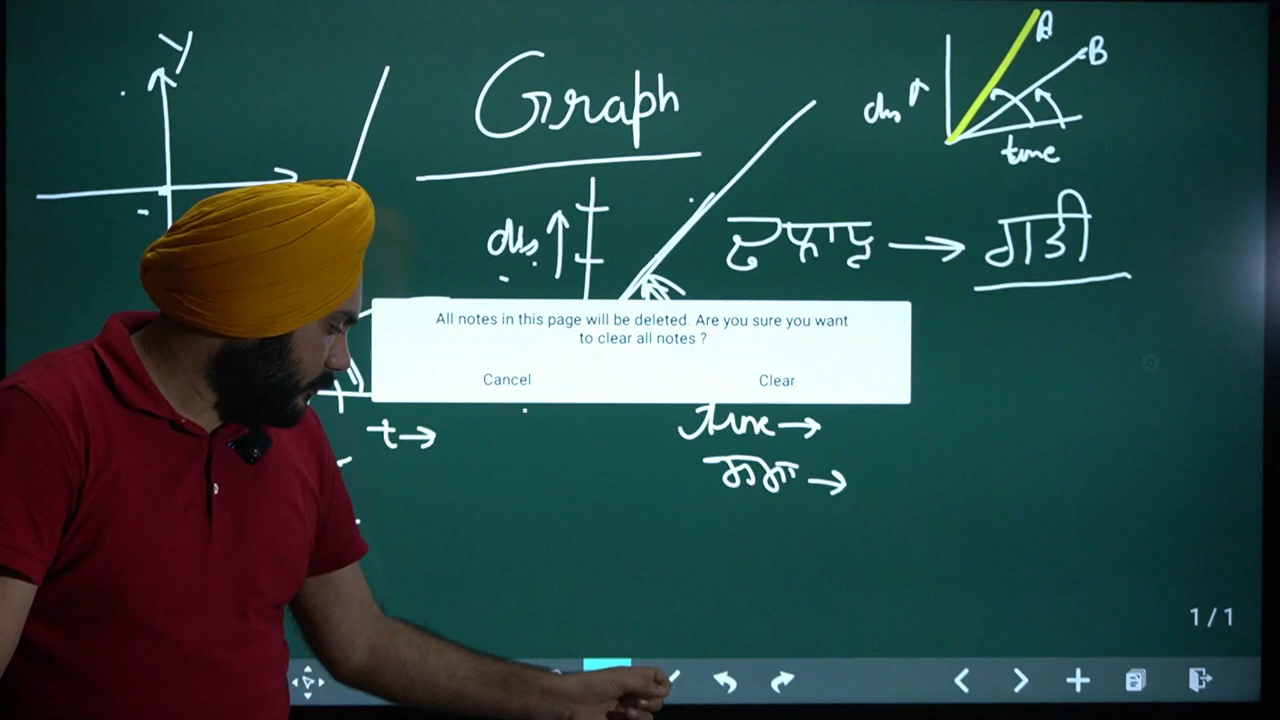 Y
Graph
A
B
dis
time
dis.
ਢਲਾਣ → ਗਤੀ
All notes in this page will be deleted. Are you sure you want
to clear all notes ?
Cancel
Clear
t→
time →
ਸਮਾਂ →
1/1